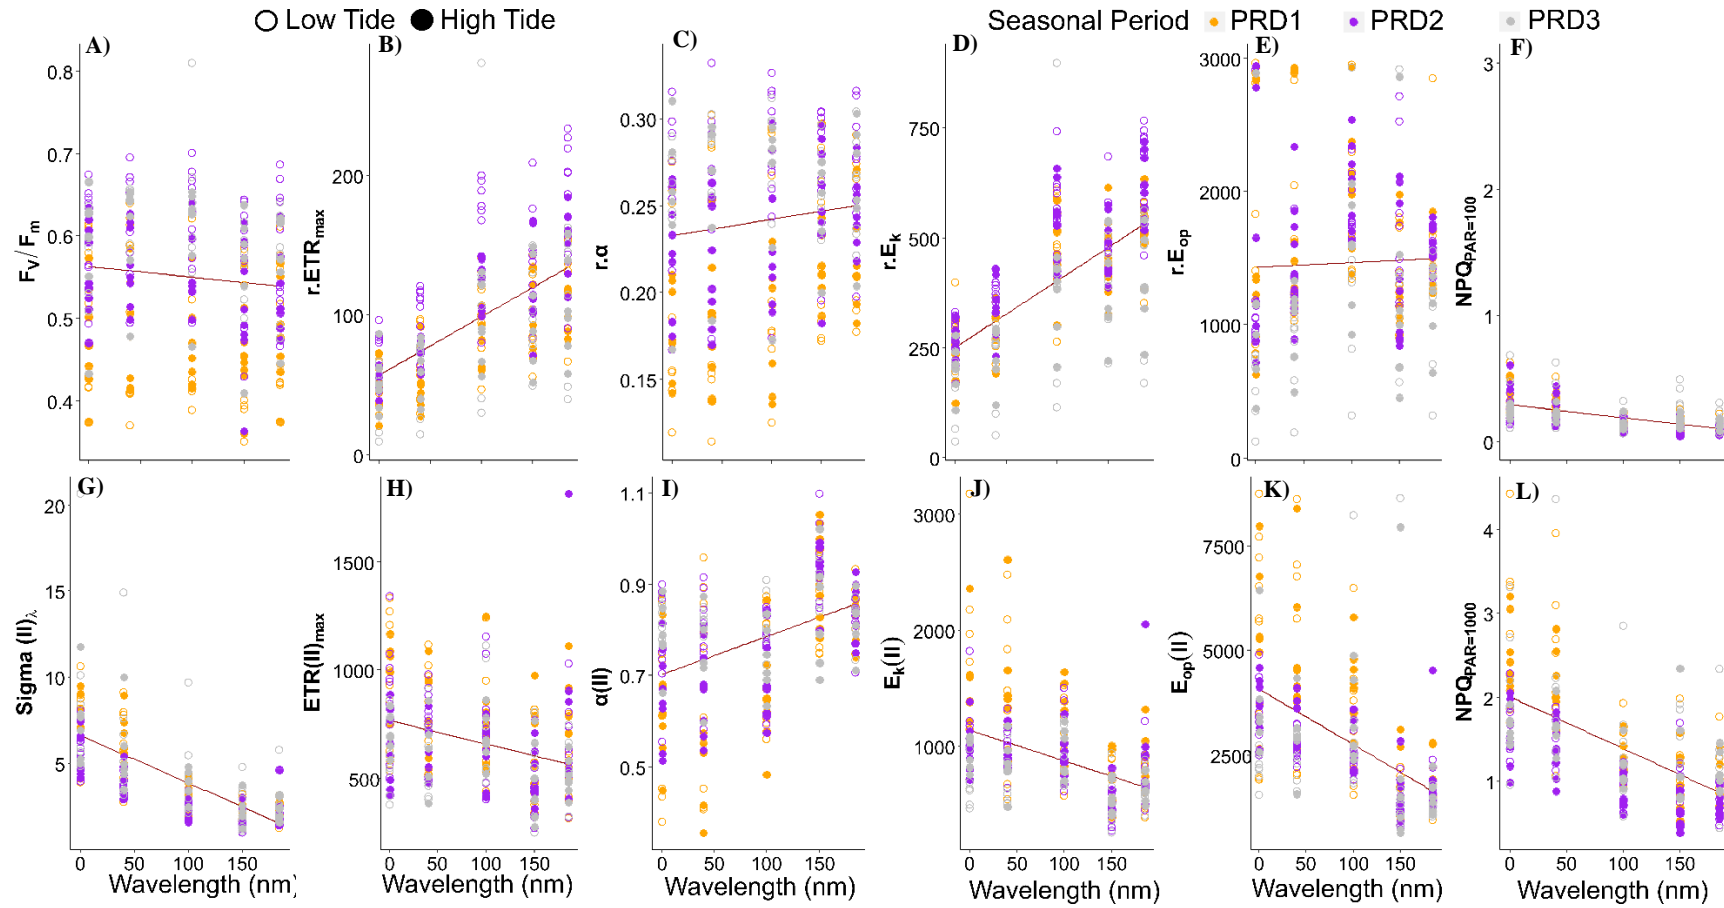 Low Tide High Tide Seasonal Period PRD1 PRD2 PRD3
A) B) C) D) E) F)
0.8
0.7
0.6
0.5
0.4
Fv/Fm
200
100
0
r.ETRmax
0.30
0.25
0.20
0.15
r.α
750
500
250
0
r.Ek
3000
2000
1000
0
r.Eop
3
2
1
0
NPQPAR=100
G) H) I) J) K) L)
20
15
10
5
Sigma (II)λ
1500
1000
500
ETR(II)max
1.1
0.9
0.7
0.5
α(II)
3000
2000
1000
Ek(II)
7500
5000
2500
Eop(II)
4
3
2
1
NPQPAR=1000
0 50 100 150
0 50 100 150
0 50 100 150
0 50 100 150
0 50 100 150
0 50 100 150
Wavelength (nm) Wavelength (nm) Wavelength (nm) Wavelength (nm) Wavelength (nm) Wavelength (nm)